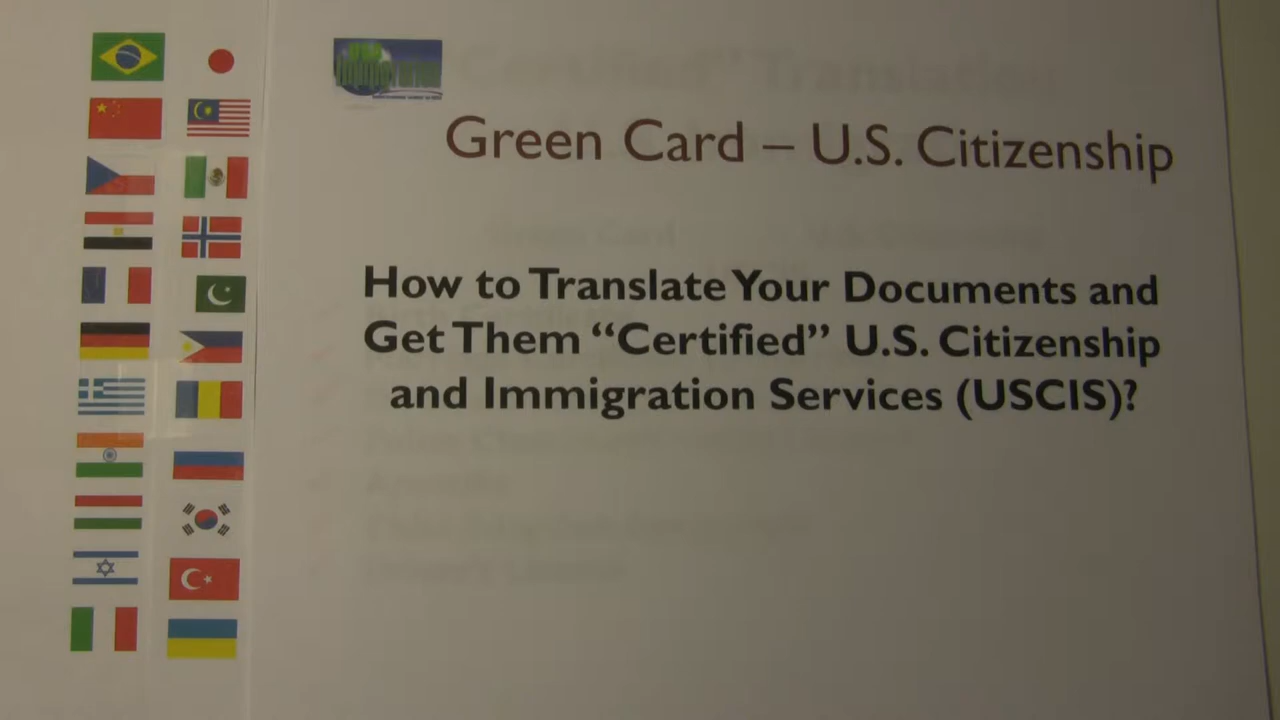 Green Card – U.S. Citizenship
How to Translate Your Documents and
Get Them “Certified” U.S. Citizenship
and Immigration Services (USCIS)?